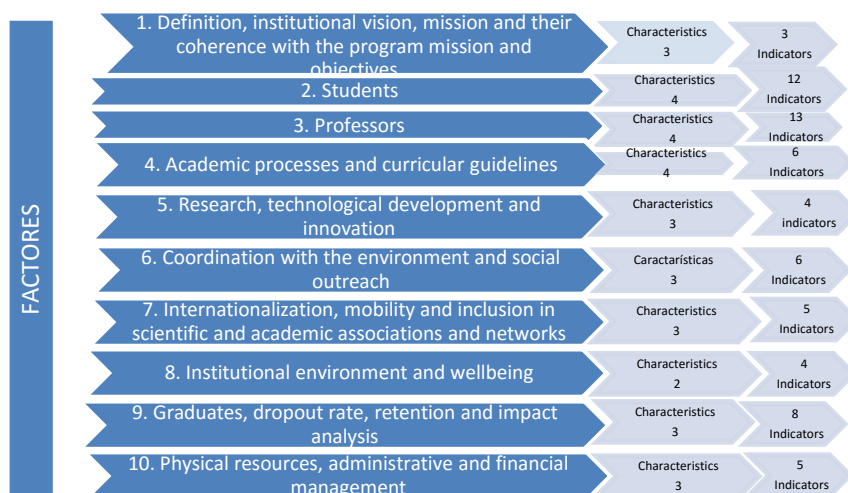 FACTORES
1. Definition, institutional vision, mission and
their coherence with the program mission and
objectives
Characteristics
3
3
Indicators
2. Students
Characteristics
4
12
Indicators
3. Professors
Characteristics
4
13
Indicators
4. Academic processes and curricular guidelines
Characteristics
4
6
Indicators
5. Research, technological development and
innovation
Characteristics
3
4
indicators
6. Coordination with the environment and social
outreach
Caractarísticas
3
6
Indicators
7. Internationalization, mobility and inclusion in
scientific and academic associations and networks
Characteristics
3
5
Indicators
8. Institutional environment and wellbeing
Characteristics
2
4
Indicators
9. Graduates, dropout rate, retention and impact
analysis
Characteristics
3
8
Indicators
10. Physical resources, administrative and financial
management
Characteristics
3
5
Indicators